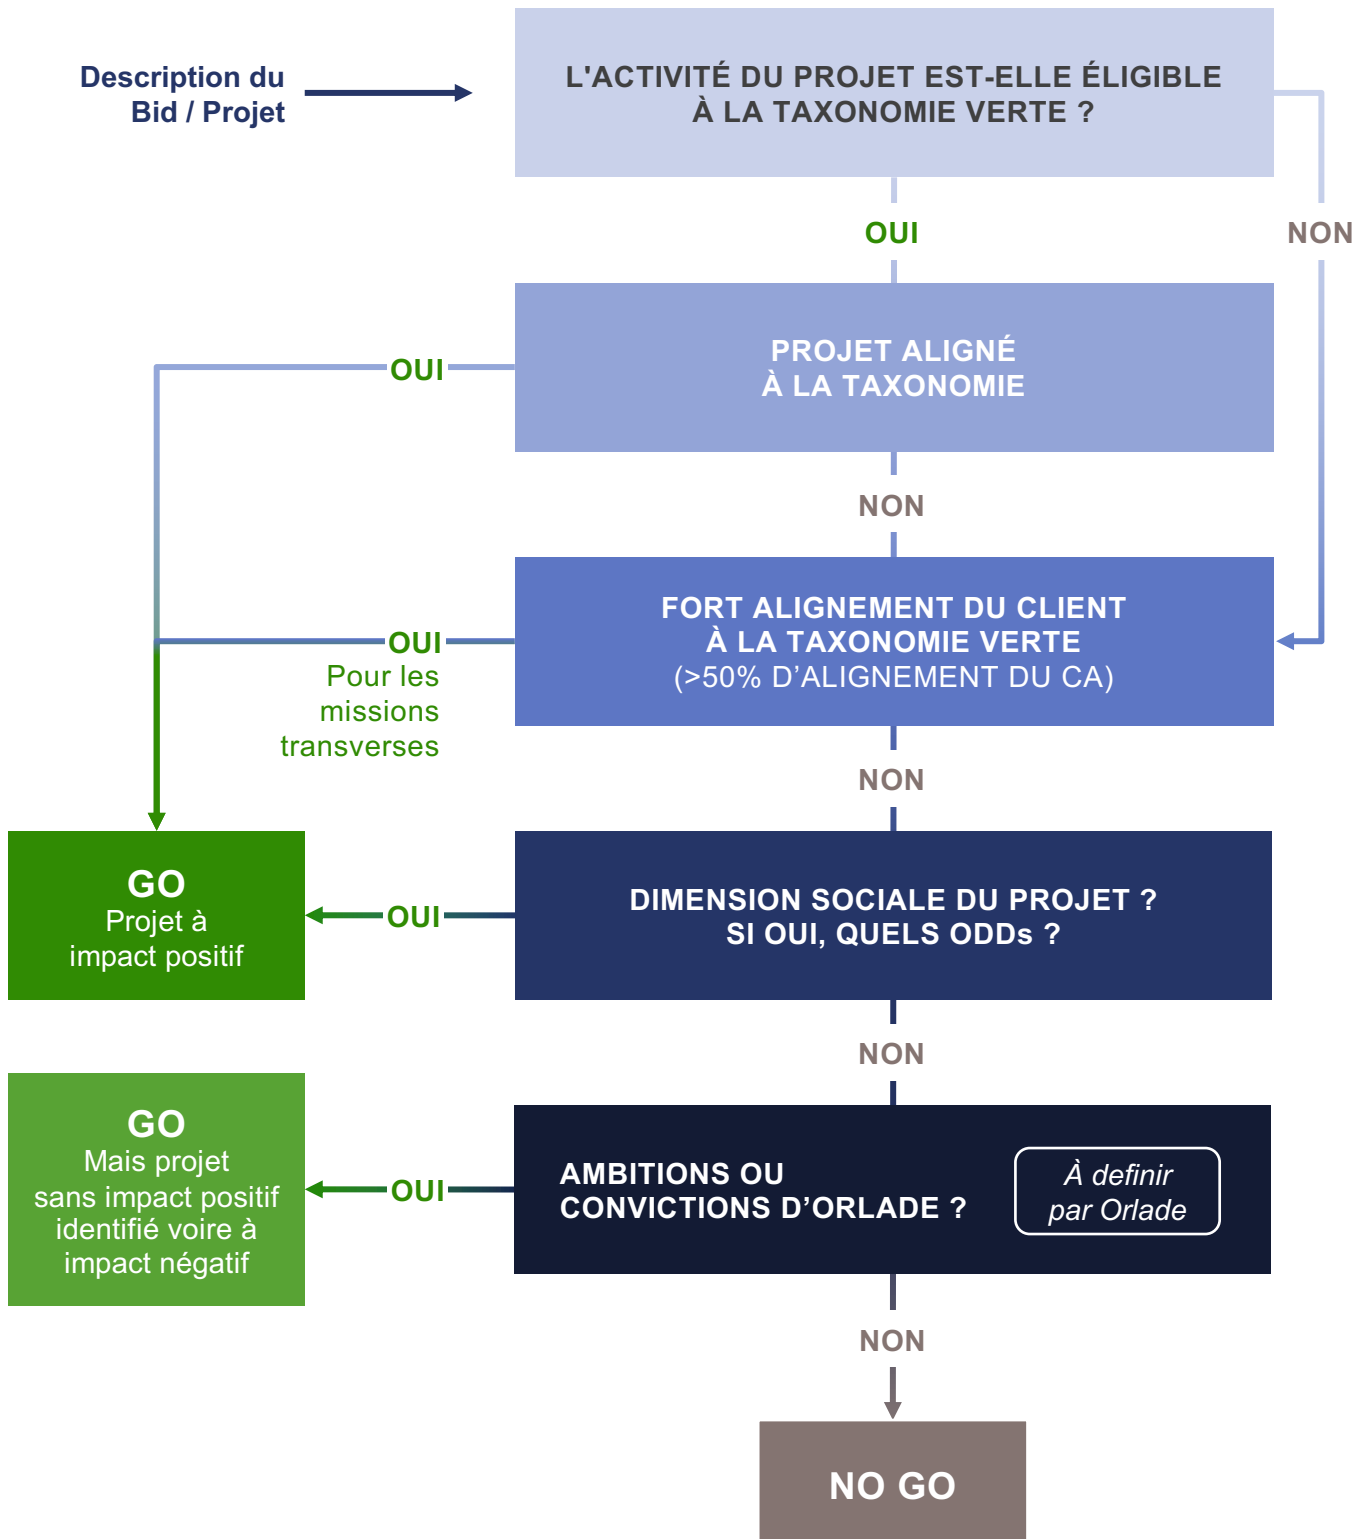 Description du
Bid / Projet
L'ACTIVITÉ DU PROJET EST-ELLE ÉLIGIBLE
À LA TAXONOMIE VERTE ?
OUI
NON
PROJET ALIGNÉ
À LA TAXONOMIE
OUI
NON
FORT ALIGNEMENT DU CLIENT
À LA TAXONOMIE VERTE
(>50% D’ALIGNEMENT DU CA)
OUI
Pour les
missions
transverses
NON
GO
Projet à
impact positif
OUI
DIMENSION SOCIALE DU PROJET ?
SI OUI, QUELS ODDs ?
NON
GO
Mais projet
sans impact positif
identifié voire à
impact négatif
OUI
AMBITIONS OU
CONVICTIONS D’ORLADE ?
À definir
par Orlade
NON
NO GO